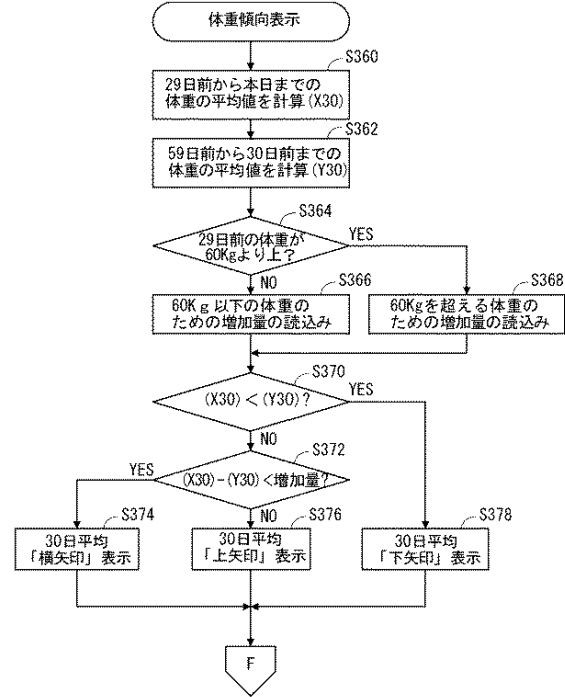 体重傾向表示
S360
29日前から本日までの
体重の平均値を計算(X30)
S362
59日前から30日前までの
体重の平均値を計算(Y30)
S364
29日前の体重が
60Kgより上?
YES
NO
S366
60Kg以下の体重の
ための増加量の読込み
S368
60Kgを超える体重の
ための増加量の読込み
S370
(X30)<(Y30)?
YES
NO
S372
(X30)-(Y30)<増加量?
YES
NO
S374
30日平均
「横矢印」表示
S376
30日平均
「上矢印」表示
S378
30日平均
「下矢印」表示
F